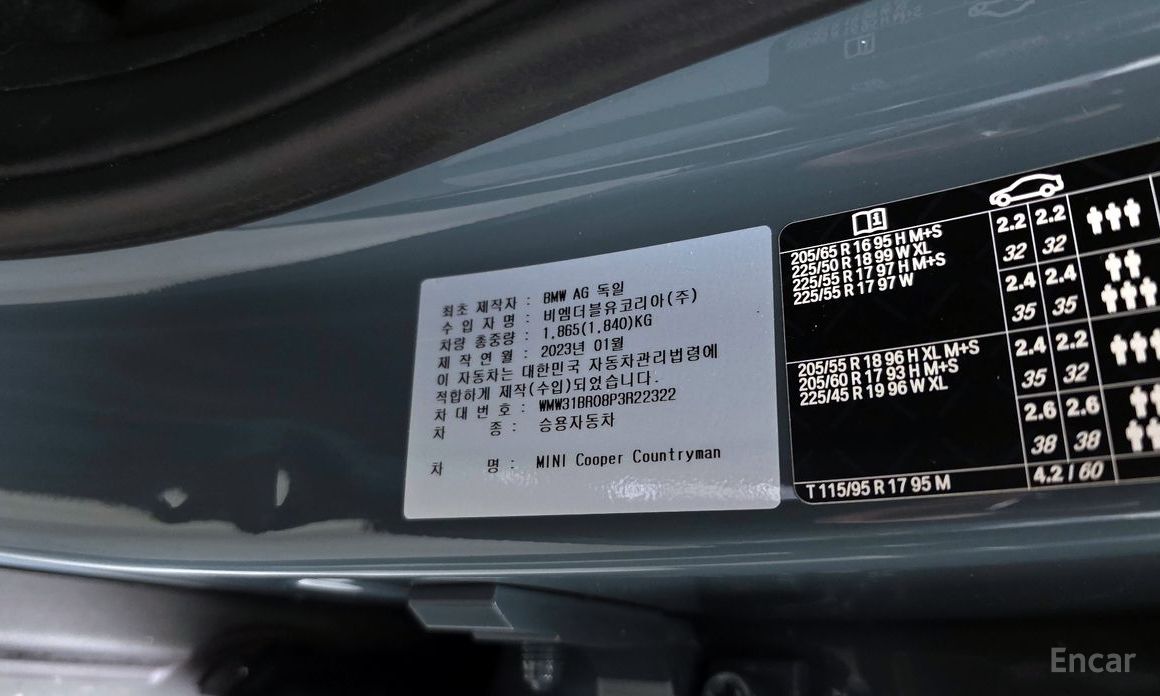 최초 제작자 : BMW AG 독일
수 입 자 명 : 비엠더블유코리아(주)
차량 총중량 : 1,865(1,840)KG
제 작 연 월 : 2023년 01월
이 자동차는 대한민국 자동차관리법령에
적합하게 제작(수입)되었습니다.
차 대 번 호 : WMW31BR08P3R22322
차 종 : 승용자동차
차 명 : MINI Cooper Countryman
205/65 R 16 95 H M+S
225/50 R 18 99 W XL
225/55 R 17 97 H M+S
225/55 R 17 97 W
2.2 2.2
32 32
2.4 2.4
35 35
205/55 R 18 96 H XL M+S
205/60 R 17 93 H M+S
225/45 R 19 96 W XL
2.4 2.2
35 32
2.6 2.6
38 38
T 115/95 R 17 95 M
4.2 / 60
Encar